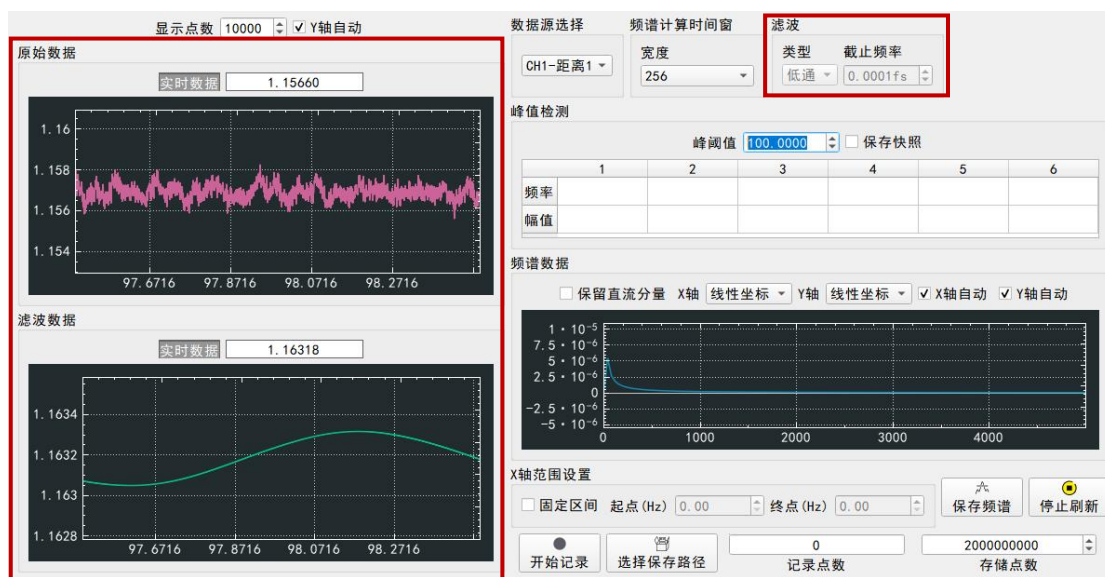 显示点数 10000 Y轴自动
原始数据
实时数据 1.15660
1.16
1.158
1.156
1.154
97.6716 97.8716 98.0716 98.2716
滤波数据
实时数据 1.16318
1.1634
1.1632
1.163
1.1628
97.6716 97.8716 98.0716 98.2716
数据源选择
CH1-距离1
频谱计算时间窗
宽度
256
滤波
类型 截止频率
低通 0.0001fs
峰值检测
峰阈值 100.0000 保存快照
1 2 3 4 5 6
频率
幅值
频谱数据
保留直流分量 X轴 线性坐标 Y轴 线性坐标 X轴自动 Y轴自动
1·10⁻⁵
7.5·10⁻⁶
5·10⁻⁶
2.5·10⁻⁶
0
-2.5·10⁻⁶
-5·10⁻⁶
0 1000 2000 3000 4000
X轴范围设置
固定区间 起点(Hz) 0.00 终点(Hz) 0.00
保存频谱 停止刷新
开始记录 选择保存路径
0
记录点数
2000000000
存储点数